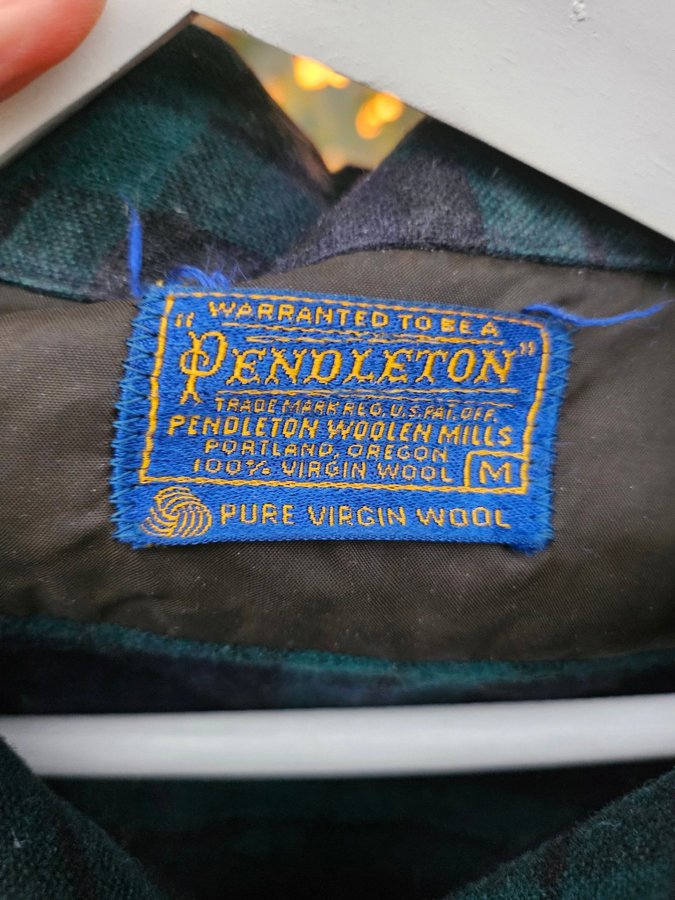 WARRANTED TO BE A
"PENDLETON"
TRADE MARK REG. U.S. PAT. OFF.
PENDLETON WOOLEN MILLS
PORTLAND, OREGON
100% VIRGIN WOOL M
PURE VIRGIN WOOL